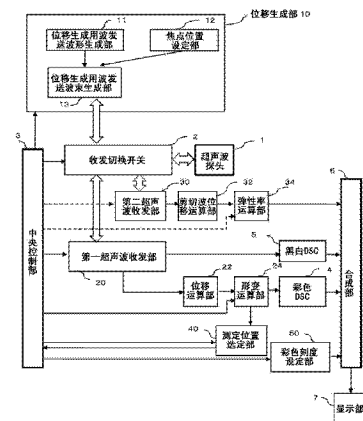 位移生成部 10
11
12
位移生成用波发
送波形生成部
焦点位置
设定部
位移生成用波发
送波束生成部
13
3
2
1
6
收发切换开关
超声波
探头
30
32
34
第二超声
波收发部
剪切波位
移运算部
弹性率
运算部
中央控制部
5
第一超声波收发部
黑白DSC
20
22
24
4
位移
运算部
形变
运算部
彩色
DSC
合成部
40
测定位置
选定部
50
彩色刻度
设定部
7
显示部